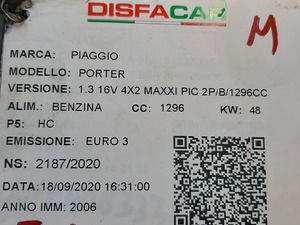 DISFACAR
M
MARCA: PIAGGIO
MODELLO: PORTER
VERSIONE: 1.3 16V 4X2 MAXXI PIC 2P/B/1296CC
ALIM.: BENZINA CC: 1296 KW: 48
P5: HC
EMISSIONE: EURO 3
NS: 2187/2020
DATA:18/09/2020 16:31:00
ANNO IMM: 2006